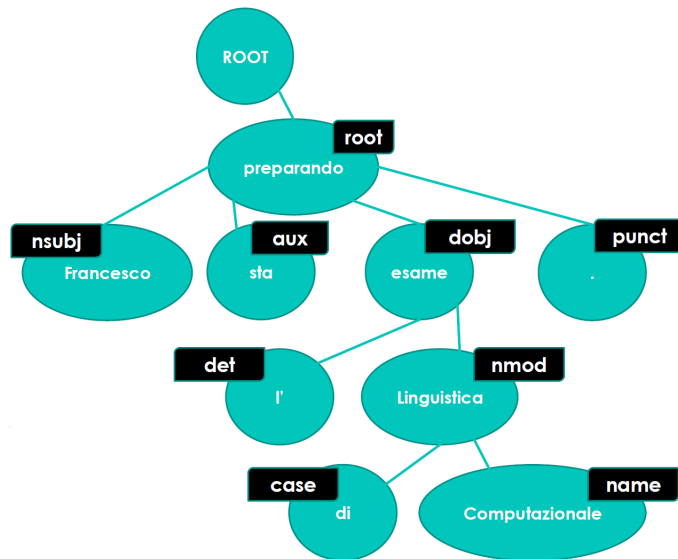 ROOT
root
preparando
nsubj
aux
dobj
punct
Francesco
sta
esame
.
det
nmod
l'
Linguistica
case
name
di
Computazionale